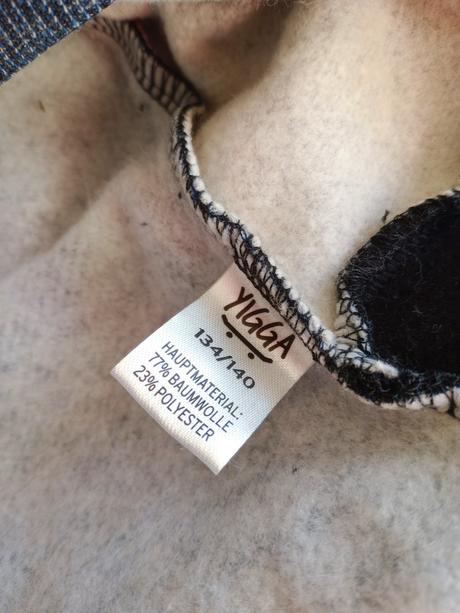 YIGGA
134/140
HAUPTMATERIAL:
77% BAUMWOLLE
23% POLYESTER